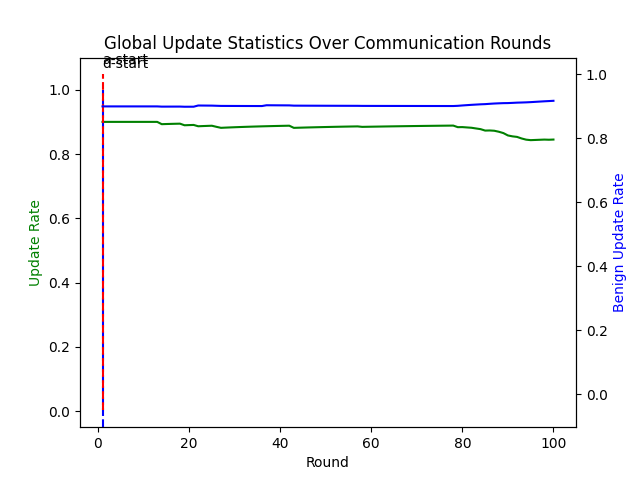 Global Update Statistics Over Communication Rounds
a-start
d-start
1.0
0.8
0.6
0.4
0.2
0.0
Update Rate
1.0
0.8
0.6
0.4
0.2
0.0
Benign Update Rate
0 20 40 60 80 100
Round